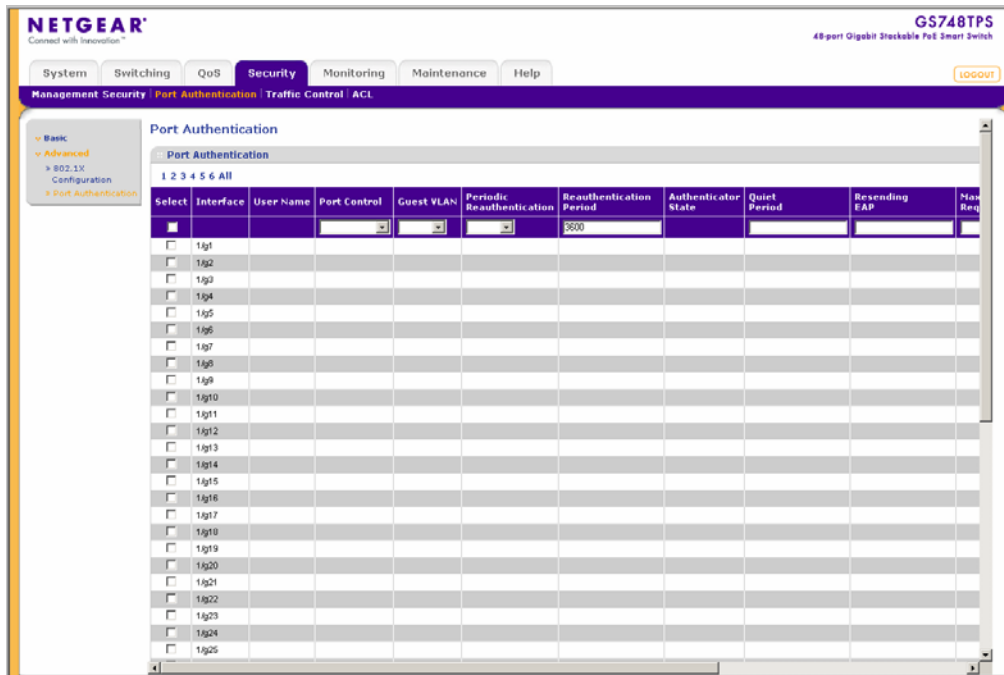 NETGEAR®
Connect with Innovation™
GS748TPS
48-port Gigabit Stackable PoE Smart Switch
System Switching QoS Security Monitoring Maintenance Help
LOGOUT
Management Security Port Authentication Traffic Control ACL
Basic
Advanced
802.1X
Configuration
Port Authentication
Port Authentication
Port Authentication
1 2 3 4 5 6 All
Select Interface User Name Port Control Guest VLAN Periodic Reauthentication Reauthentication Period Authenticator State Quiet Period Resending EAP Max Req
3600
1/g1
1/g2
1/g3
1/g4
1/g5
1/g6
1/g7
1/g8
1/g9
1/g10
1/g11
1/g12
1/g13
1/g14
1/g15
1/g16
1/g17
1/g18
1/g19
1/g20
1/g21
1/g22
1/g23
1/g24
1/g25